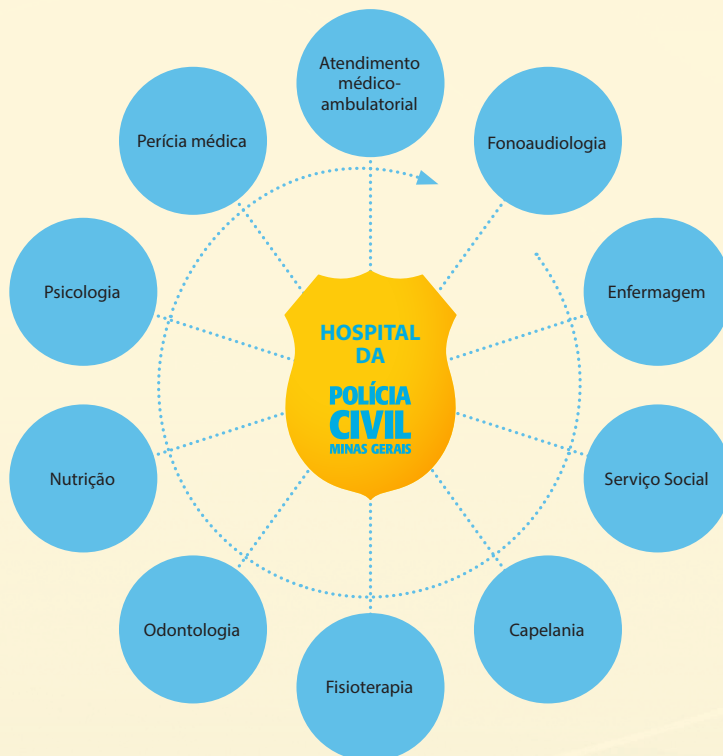 Atendimento
médico-
ambulatorial
Fonoaudiologia
Enfermagem
Serviço Social
Capelania
Fisioterapia
Odontologia
Nutrição
Psicologia
Perícia médica
HOSPITAL
DA
POLÍCIA
CIVIL
MINAS GERAIS